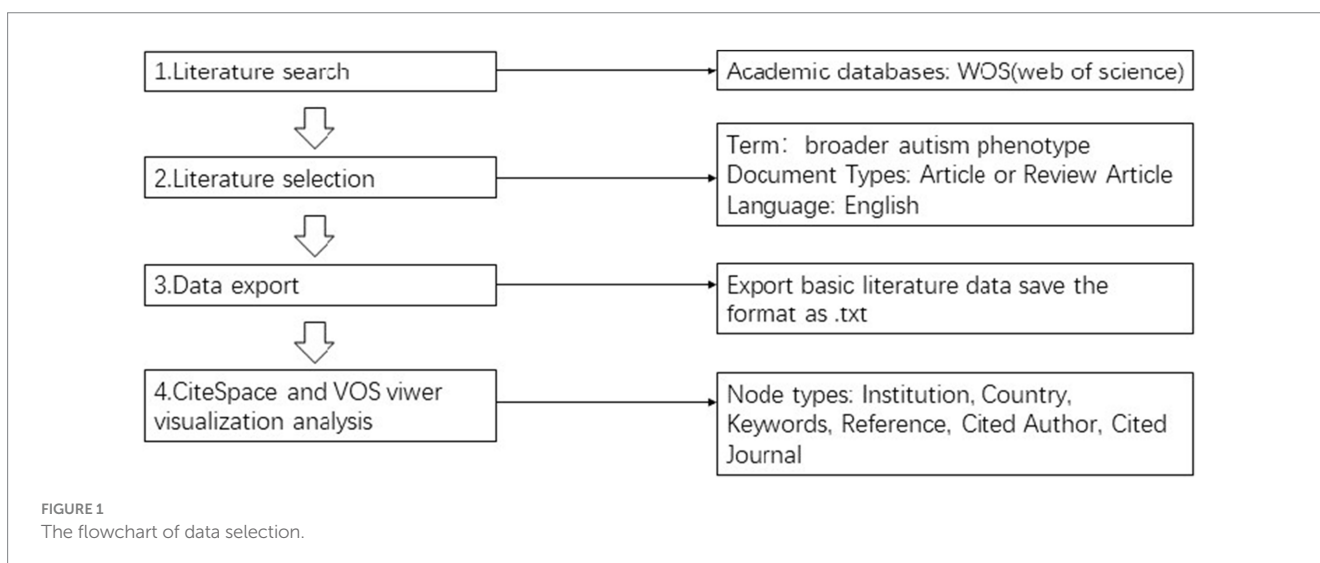 1.Literature search
Academic databases: WOS(web of science)
2.Literature selection
Term： broader autism phenotype
Document Types: Article or Review Article
Language: English
3.Data export
Export basic literature data save the
format as .txt
4.CiteSpace and VOS viwer
visualization analysis
Node types: Institution, Country,
Keywords, Reference, Cited Author, Cited
Journal
FIGURE 1
The flowchart of data selection.